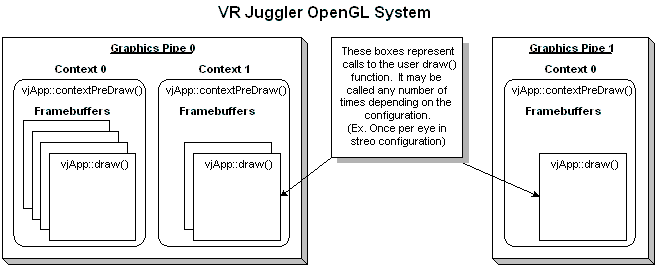 VR Juggler OpenGL System
Graphics Pipe 0
Context 0
vjApp::contextPreDraw()
Framebuffers
vjApp::draw()
Context 1
vjApp::contextPreDraw()
Framebuffers
vjApp::draw()
These boxes represent
calls to the user draw()
function. It may be
called any number of
times depending on the
configuration.
(Ex. Once per eye in
streo configuration)
Graphics Pipe 1
Context 0
vjApp::contextPreDraw()
Framebuffers
vjApp::draw()